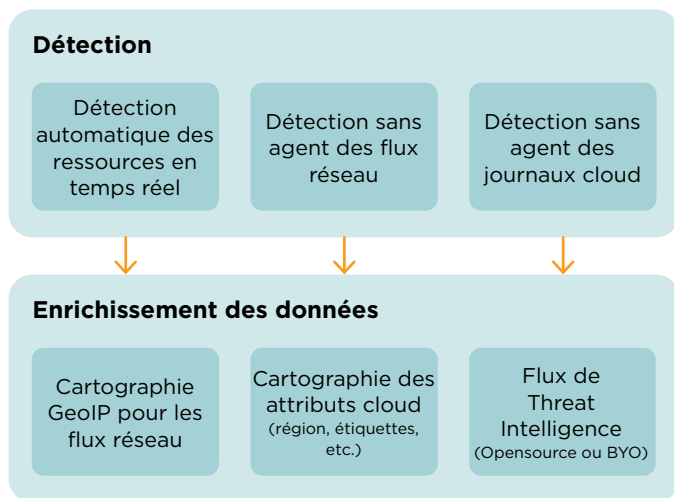 Détection
Détection
automatique des
ressources en
temps réel
Détection sans
agent des flux
réseau
Détection sans
agent des
journaux cloud
Enrichissement des données
Cartographie
GeoIP pour les
flux réseau
Cartographie des
attributs cloud
(région, étiquettes,
etc.)
Flux de
Threat
Intelligence
(Opensource ou BYO)